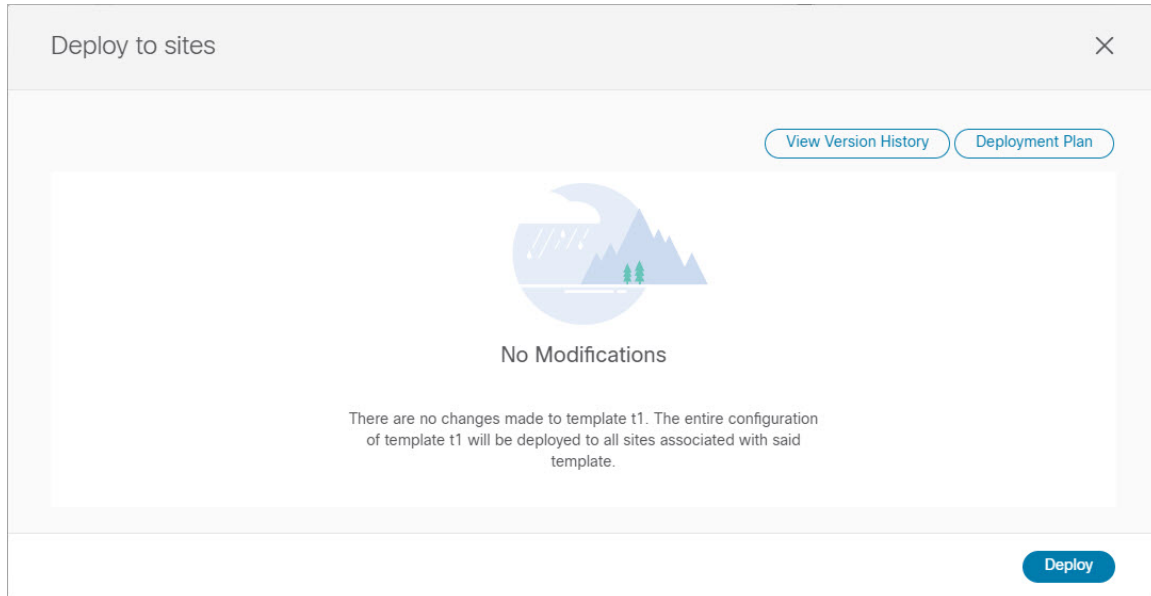 Deploy to sites
View Version History
Deployment Plan
No Modifications
There are no changes made to template t1. The entire configuration
of template t1 will be deployed to all sites associated with said
template.
Deploy